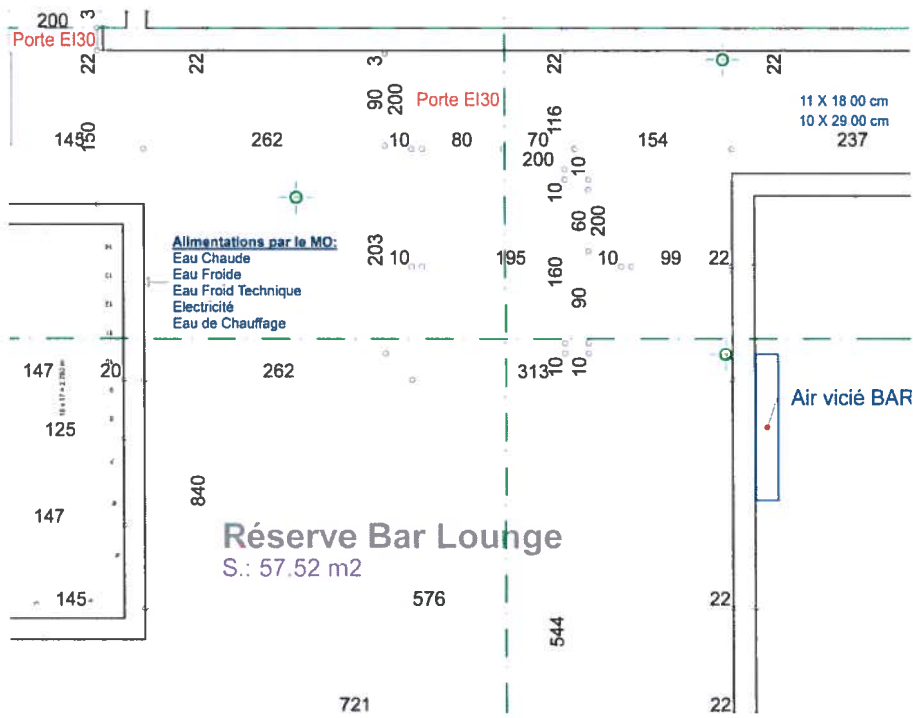 200 3
Porte EI30
22 22 3 22 22
90
200 Porte EI30
116
11 X 18 00 cm
10 X 29 00 cm
145 150 262 10 80 70 154 237
200 10
10
60
200
Alimentations par le MO:
Eau Chaude
Eau Froide
Eau Froid Technique
Electricité
Eau de Chauffage
203 10 195 160 10 99 22
90
147 20 262 313 10 10
125
Air vicié BAR
147
840
Réserve Bar Lounge
S.: 57.52 m2
145 576 22
544
721 22